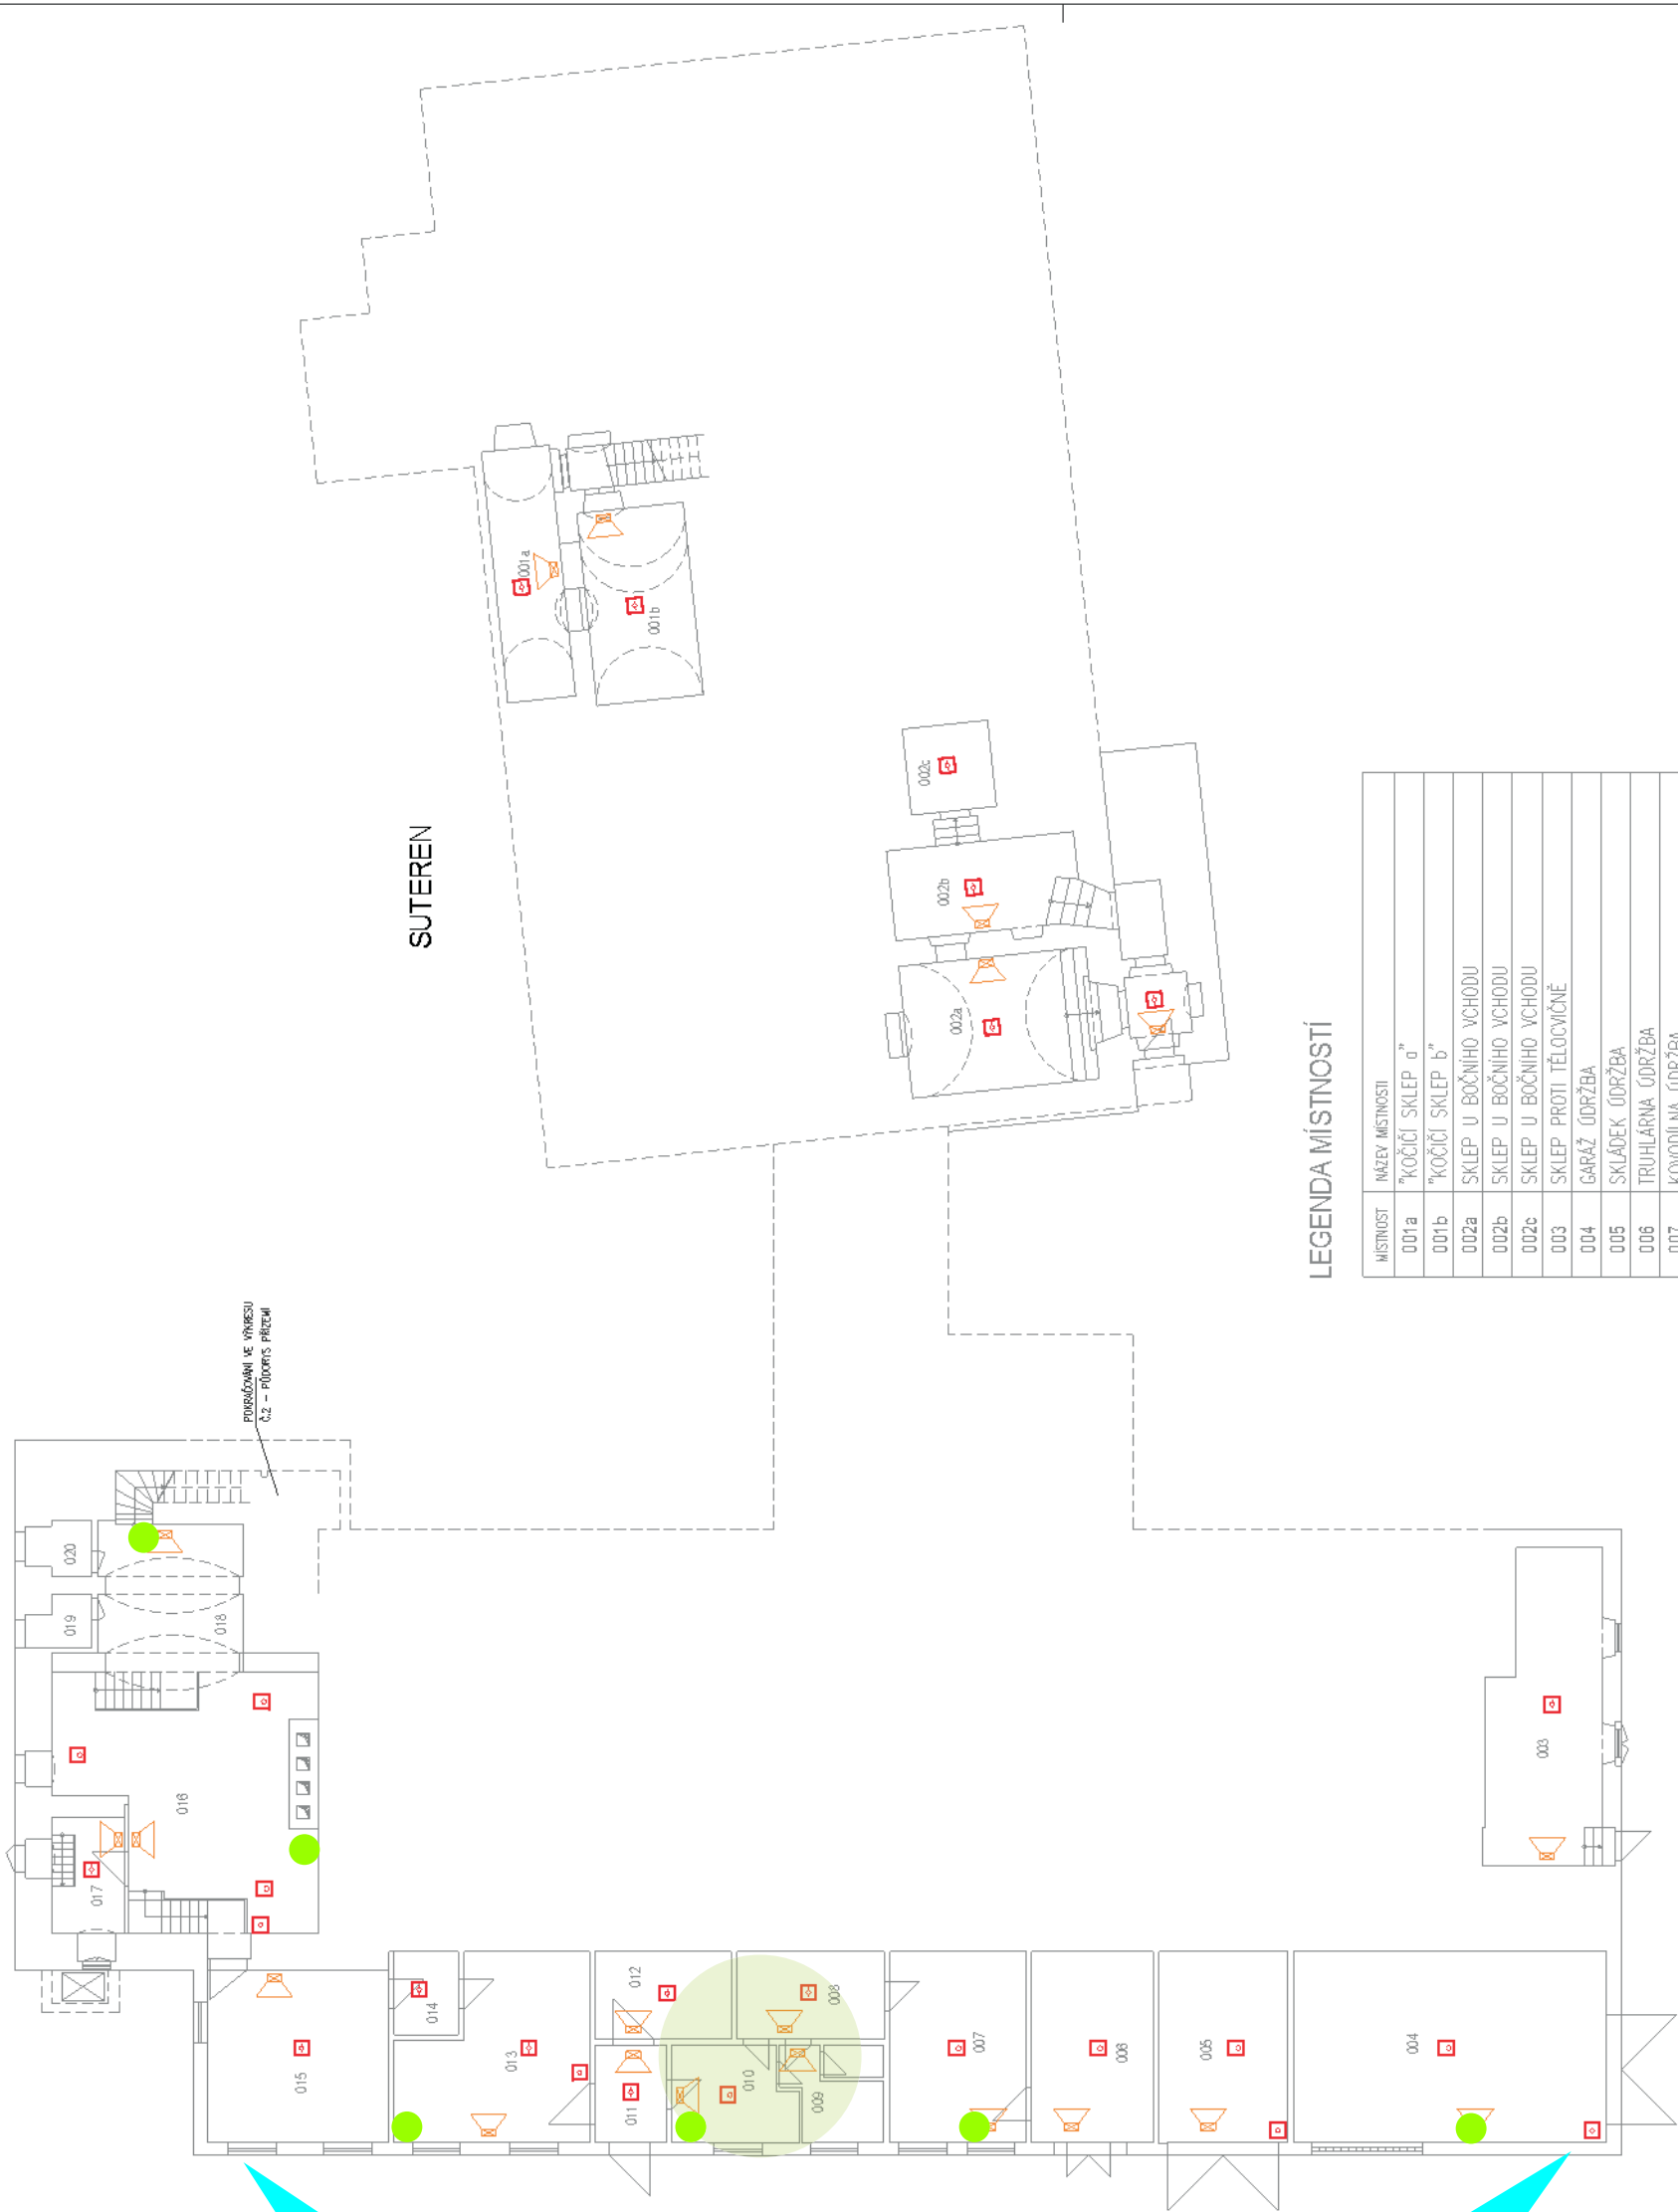 SUTEREN
POKRAČOVÁNÍ VE VÝKRESU
Č.2 - PŮDORYS PŘÍZEMÍ
001a
001b
002c
002b
002a
020
019
018
016
017
015
014
013
012
011
010
009
008
007
006
005
004
003
LEGENDA MÍSTNOSTÍ
MÍSTNOST NÁZEV MÍSTNOSTI
001a "KOČIČÍ SKLEP a"
001b "KOČIČÍ SKLEP b"
002a SKLEP U BOČNÍHO VCHODU
002b SKLEP U BOČNÍHO VCHODU
002c SKLEP U BOČNÍHO VCHODU
003 SKLEP PROTI TĚLOCVIČNĚ
004 GARÁŽ ÚDRŽBA
005 SKLÁDEK ÚDRŽBA
006 TRUHLÁRNA ÚDRŽBA
007 KOVODÍLNA ÚDRŽBA